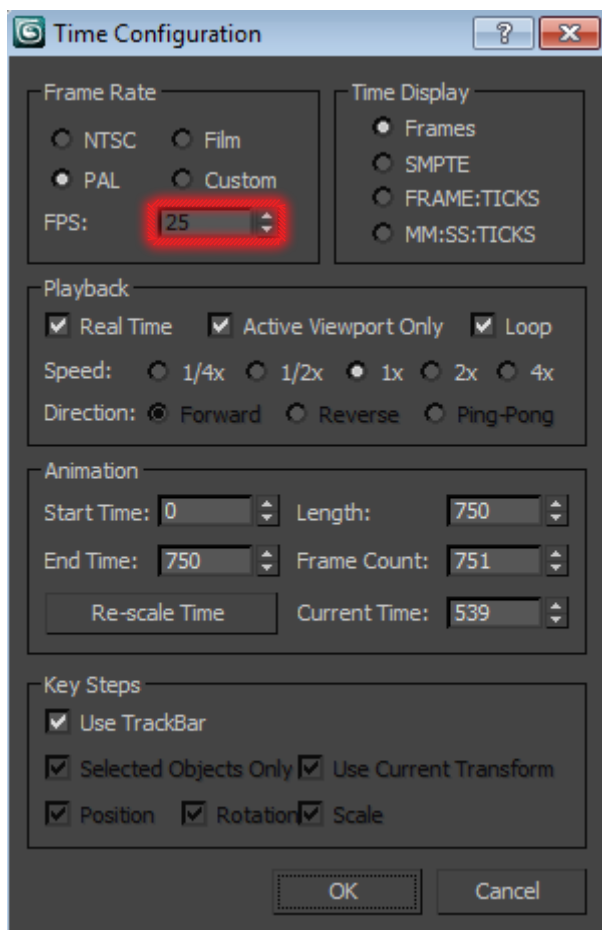 Time Configuration
Frame Rate
NTSC Film
PAL Custom
FPS: 25
Time Display
Frames
SMPTE
FRAME:TICKS
MM:SS:TICKS
Playback
Real Time Active Viewport Only Loop
Speed: 1/4x 1/2x 1x 2x 4x
Direction: Forward Reverse Ping-Pong
Animation
Start Time: 0 Length: 750
End Time: 750 Frame Count: 751
Re-scale Time Current Time: 539
Key Steps
Use TrackBar
Selected Objects Only Use Current Transform
Position Rotation Scale
OK Cancel